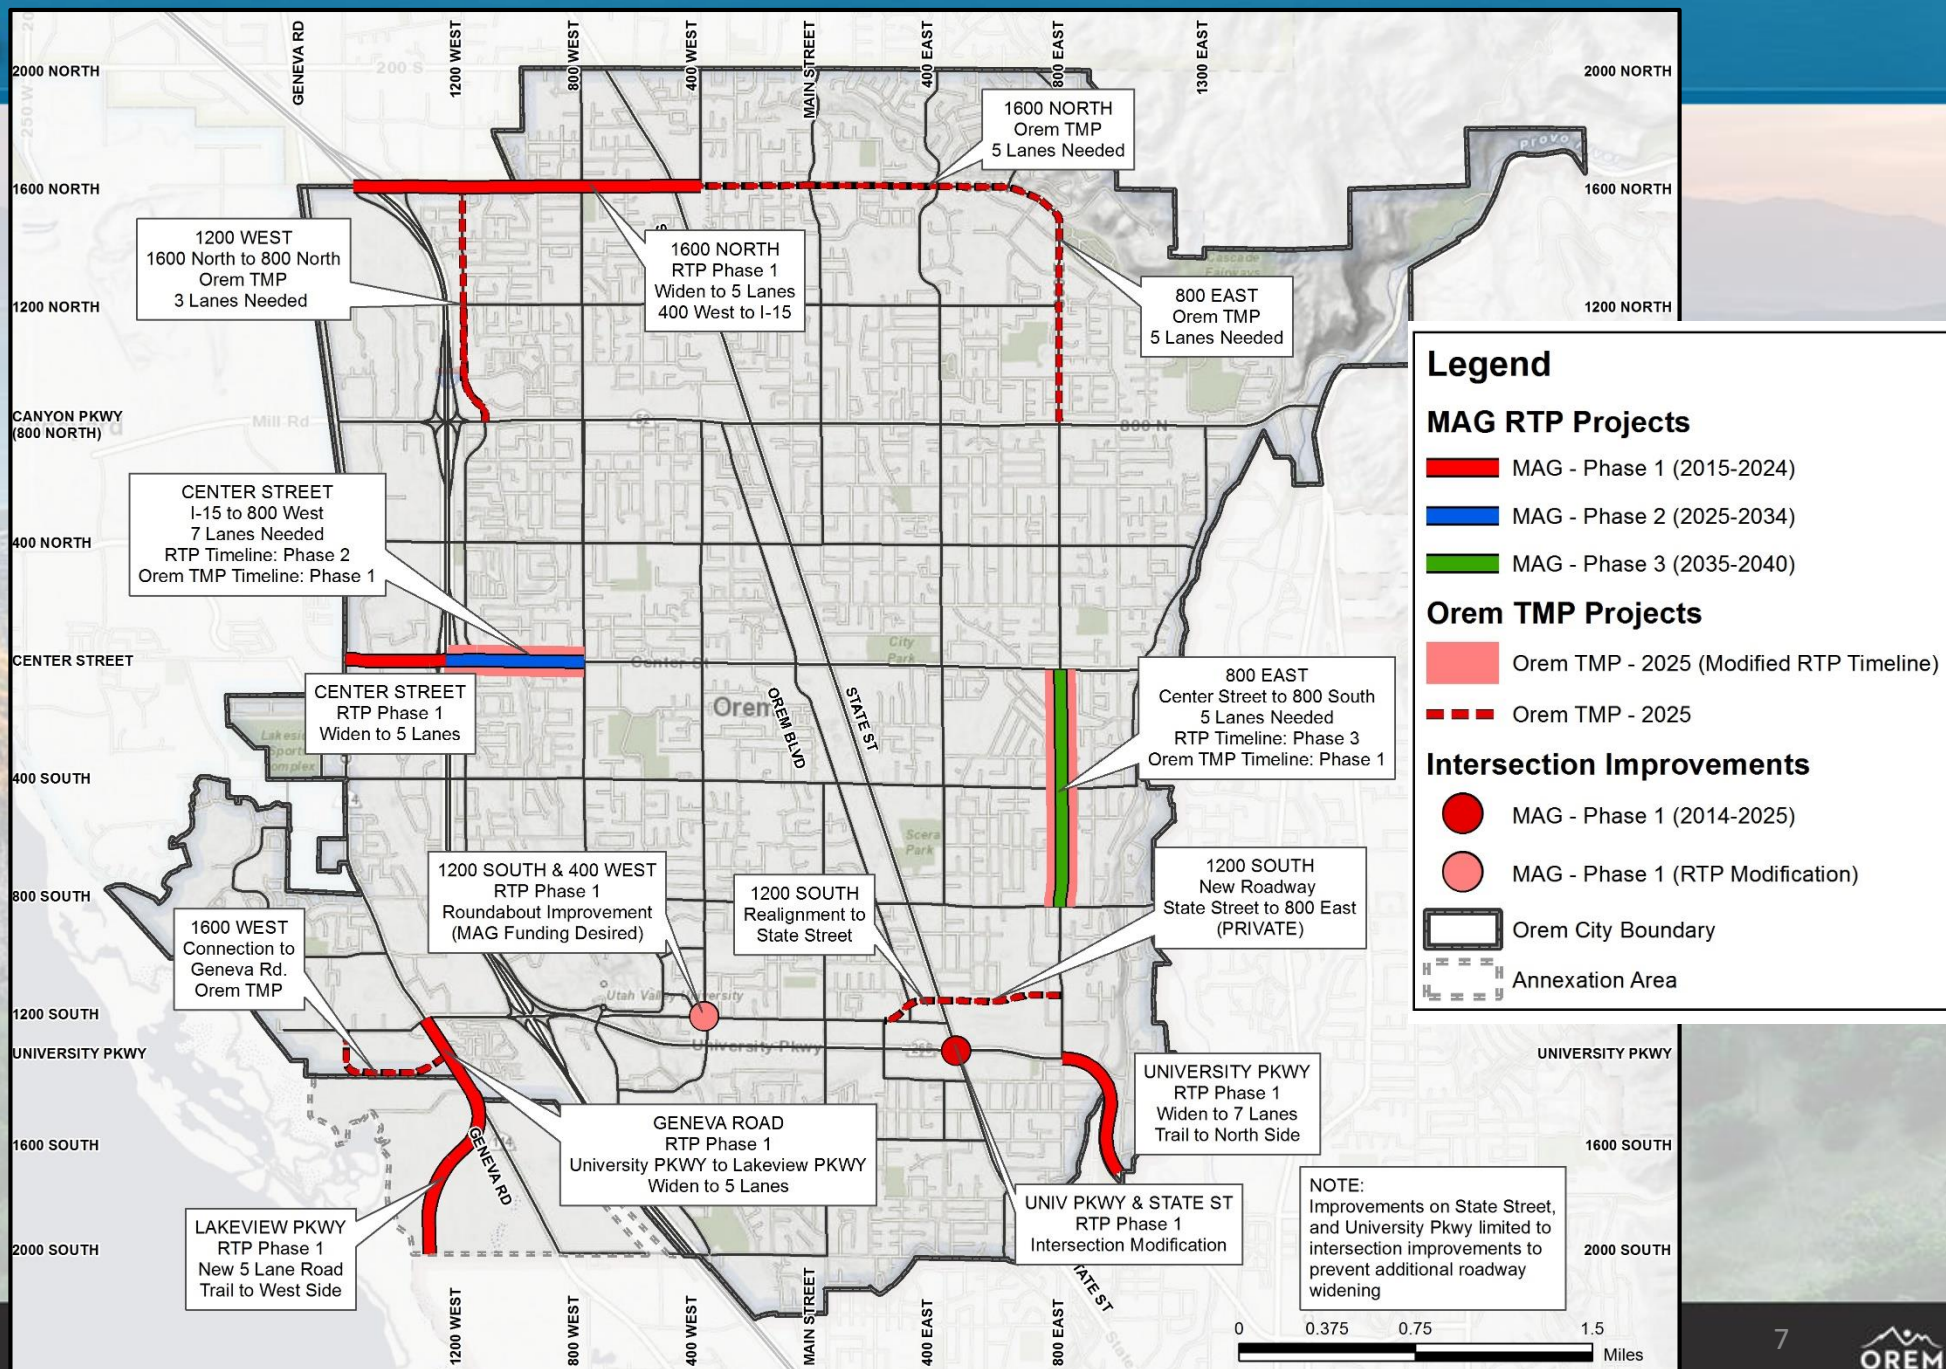 GENEVA RD
1200 WEST
800 WEST
400 WEST
MAIN STREET
400 EAST
800 EAST
1300 EAST
2000 NORTH
200 S
2000 NORTH
250 W
1600 NORTH
Orem TMP
5 Lanes Needed
Provo
1600 NORTH
1600 NORTH
1200 WEST
1600 North to 800 North
Orem TMP
3 Lanes Needed
1600 NORTH
RTP Phase 1
Widen to 5 Lanes
400 West to I-15
Cascade
Fairways
800 EAST
Orem TMP
5 Lanes Needed
1200 NORTH
1200 NORTH
CANYON PKWY
(800 NORTH)
Mill Rd
800 N
CENTER STREET
I-15 to 800 West
7 Lanes Needed
RTP Timeline: Phase 2
Orem TMP Timeline: Phase 1
400 NORTH
CENTER STREET
Center St
City
Park
CENTER STREET
RTP Phase 1
Widen to 5 Lanes
Orem
OREM BLVD
STATE ST
800 EAST
Center Street to 800 South
5 Lanes Needed
RTP Timeline: Phase 3
Orem TMP Timeline: Phase 1
Sports
Complex
400 SOUTH
Scera
Park
1200 SOUTH & 400 WEST
RTP Phase 1
Roundabout Improvement
(MAG Funding Desired)
1200 SOUTH
Realignment to
State Street
1200 SOUTH
New Roadway
State Street to 800 East
(PRIVATE)
800 SOUTH
1600 WEST
Connection to
Geneva Rd.
Orem TMP
Utah Valley University
1200 SOUTH
UNIVERSITY PKWY
University Pkwy
265
UNIVERSITY PKWY
UNIVERSITY PKWY
RTP Phase 1
Widen to 7 Lanes
Trail to North Side
GENEVA ROAD
RTP Phase 1
University PKWY to Lakeview PKWY
Widen to 5 Lanes
114
GENEVA RD
1600 SOUTH
1600 SOUTH
LAKEVIEW PKWY
RTP Phase 1
New 5 Lane Road
Trail to West Side
UNIV PKWY & STATE ST
RTP Phase 1
Intersection Modification
NOTE:
Improvements on State Street,
and University Pkwy limited to
intersection improvements to
prevent additional roadway
widening
2000 SOUTH
2000 SOUTH
1200 WEST
800 WEST
400 WEST
MAIN STREET
400 EAST
800 EAST
STATE ST
State
0 0.375 0.75 1.5
Miles
Legend
MAG RTP Projects
MAG - Phase 1 (2015-2024)
MAG - Phase 2 (2025-2034)
MAG - Phase 3 (2035-2040)
Orem TMP Projects
Orem TMP - 2025 (Modified RTP Timeline)
Orem TMP - 2025
Intersection Improvements
MAG - Phase 1 (2014-2025)
MAG - Phase 1 (RTP Modification)
Orem City Boundary
Annexation Area
7
OREM